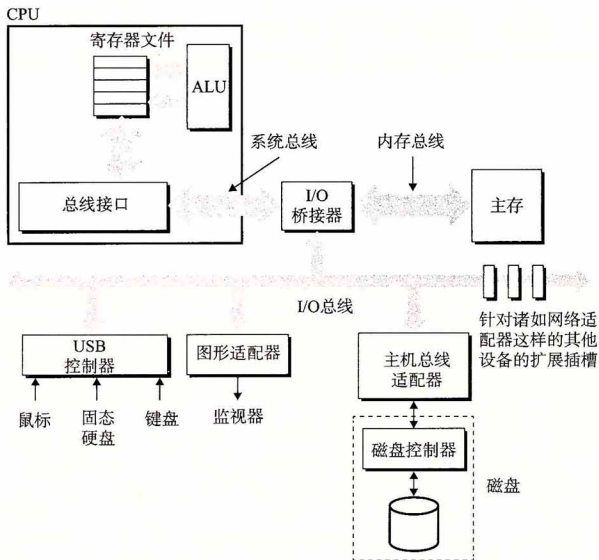 CPU
寄存器文件
ALU
系统总线
内存总线
总线接口
I/O
桥接器
主存
I/O总线
针对诸如网络适
配器这样的其他
设备的扩展插槽
USB
控制器
图形适配器
主机总线
适配器
鼠标
固态
硬盘
键盘
监视器
磁盘控制器
磁盘